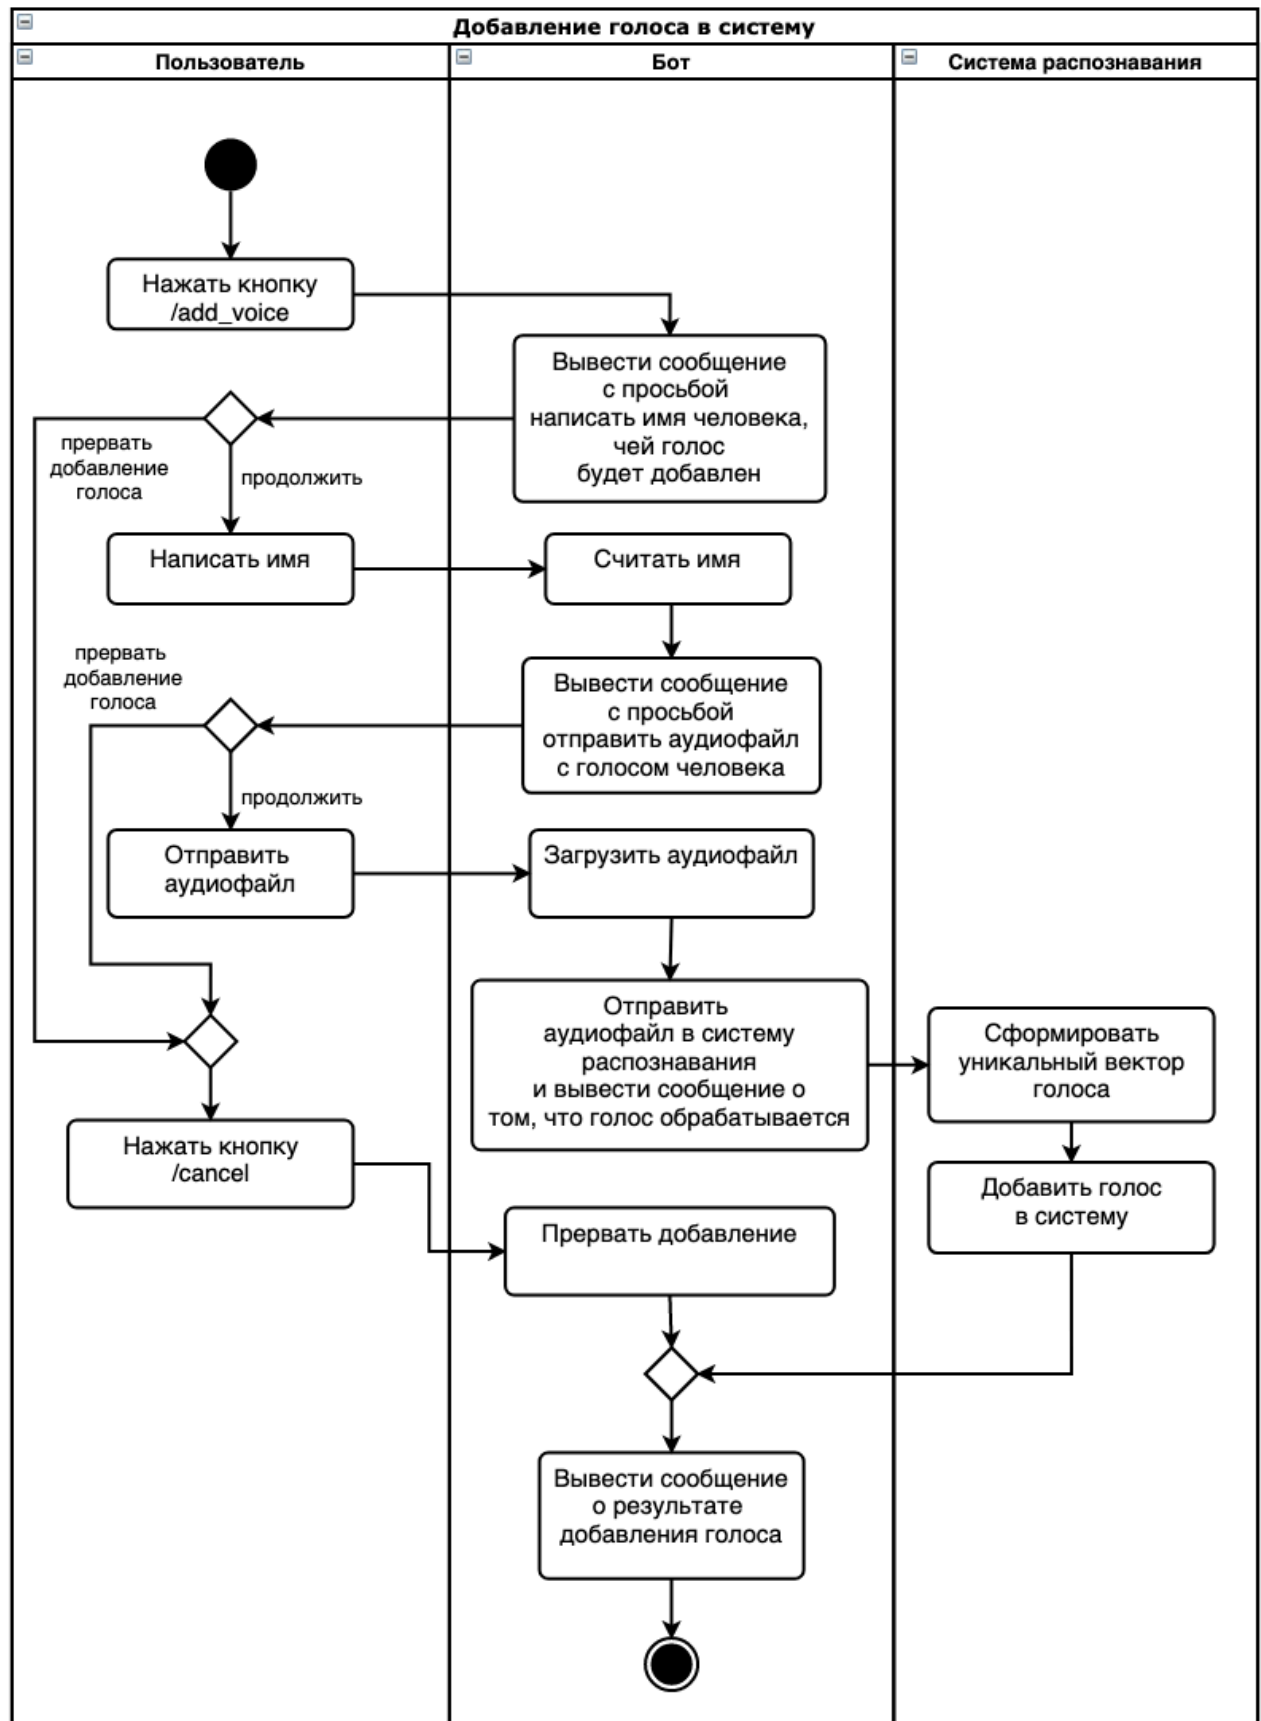 Добавление голоса в систему
Пользователь
Бот
Система распознавания
Нажать кнопку
/add_voice
Вывести сообщение
с просьбой
написать имя человека,
чей голос
будет добавлен
прервать
добавление
голоса
продолжить
Написать имя
Считать имя
прервать
добавление
голоса
Вывести сообщение
с просьбой
отправить аудиофайл
с голосом человека
продолжить
Отправить
аудиофайл
Загрузить аудиофайл
Отправить
аудиофайл в систему
распознавания
и вывести сообщение о
том, что голос обрабатывается
Сформировать
уникальный вектор
голоса
Нажать кнопку
/cancel
Добавить голос
в систему
Прервать добавление
Вывести сообщение
о результате
добавления голоса